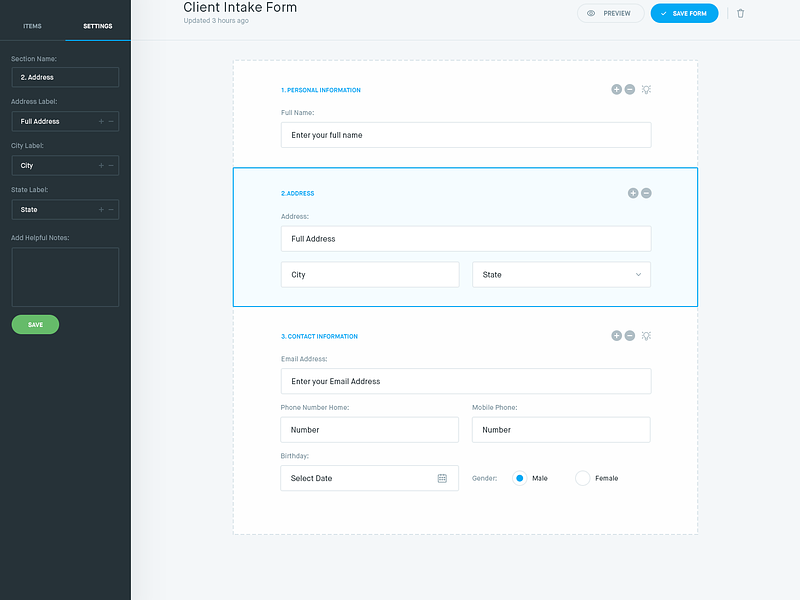 ITEMS
SETTINGS
Section Name:
2. Address
Address Label:
Full Address
City Label:
City
State Label:
State
Add Helpful Notes:
SAVE
Client Intake Form
Updated 3 hours ago
PREVIEW
SAVE FORM
1. PERSONAL INFORMATION
Full Name:
Enter your full name
2.ADDRESS
Address:
Full Address
City
State
3. CONTACT INFORMATION
Email Address:
Enter your Email Address
Phone Number Home:
Mobile Phone:
Number
Number
Birthday:
Select Date
Gender:
Male
Female